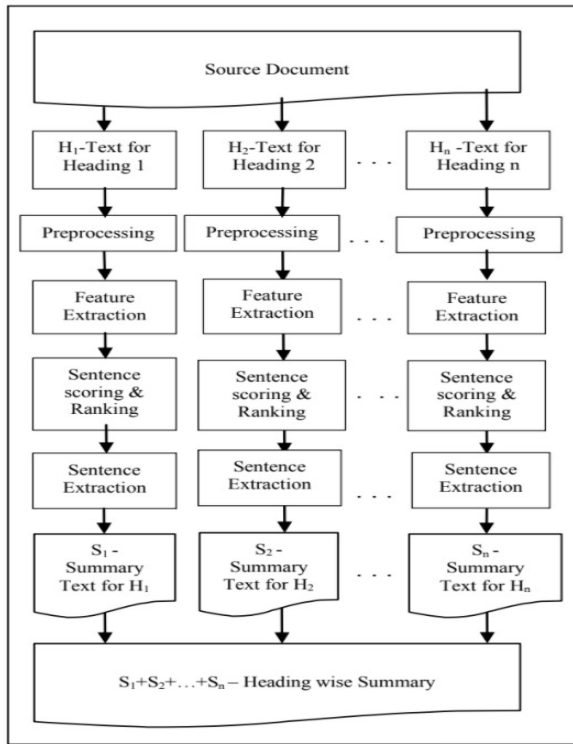 Source Document
H₁-Text for Heading 1
H₂-Text for Heading 2
. . .
Hₙ -Text for Heading n
Preprocessing
Preprocessing
. . .
Preprocessing
Feature Extraction
Feature Extraction
. . .
Feature Extraction
Sentence scoring & Ranking
Sentence scoring & Ranking
. . .
Sentence scoring & Ranking
Sentence Extraction
Sentence Extraction
. . .
Sentence Extraction
S₁ - Summary Text for H₁
S₂ - Summary Text for H₂
. . .
Sₙ – Summary Text for Hₙ
S₁+S₂+…+Sₙ – Heading wise Summary